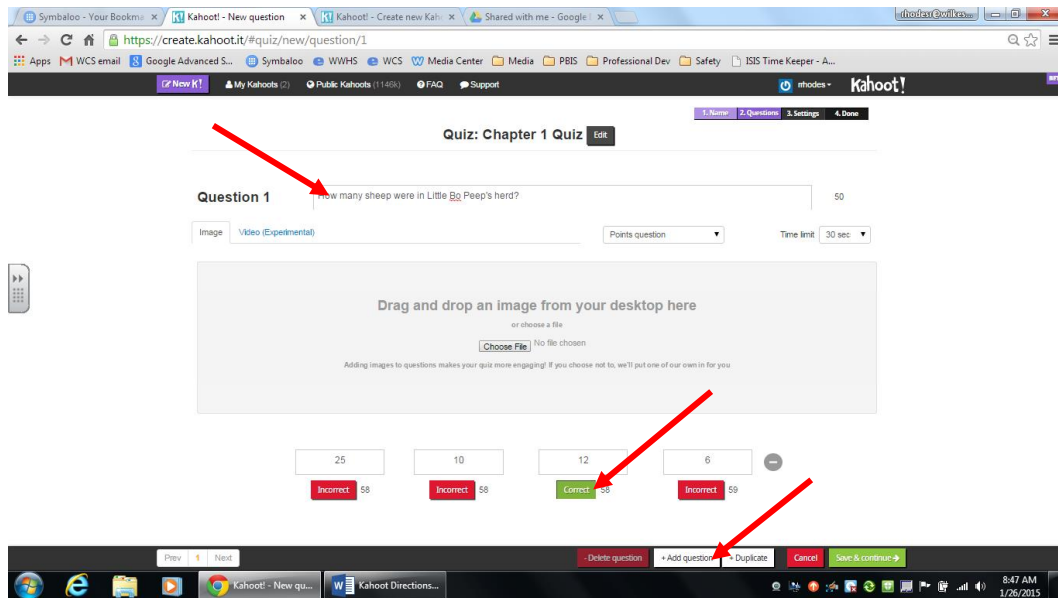 Symbaloo - Your Bookma
Kahoot! - New question
Kahoot! - Create new Kah
Shared with me - Google
https://create.kahoot.it/#quiz/new/question/1
Apps WCS email Google Advanced S... Symbaloo WWHS WCS Media Center Media PBIS Professional Dev Safety ISIS Time Keeper - A...
New K! My Kahoots (2) Public Kahoots (1146k) FAQ Support rrhodes Kahoot!
1. Name 2. Questions 3. Settings 4. Done
Quiz: Chapter 1 Quiz Edit
Question 1 How many sheep were in Little Bo Peep's herd? 50
Image Video (Experimental) Points question Time limit 30 sec
Drag and drop an image from your desktop here
or choose a file
Choose File No file chosen
Adding images to questions makes your quiz more engaging! If you choose not to, we'll put one of our own in for you
25 10 12 6
Incorrect 58 Incorrect 58 Correct 58 Incorrect 59
Prev 1 Next - Delete question + Add question + Duplicate Cancel Save & continue
Kahoot! - New qu... Kahoot Directions...
8:47 AM
1/26/2015